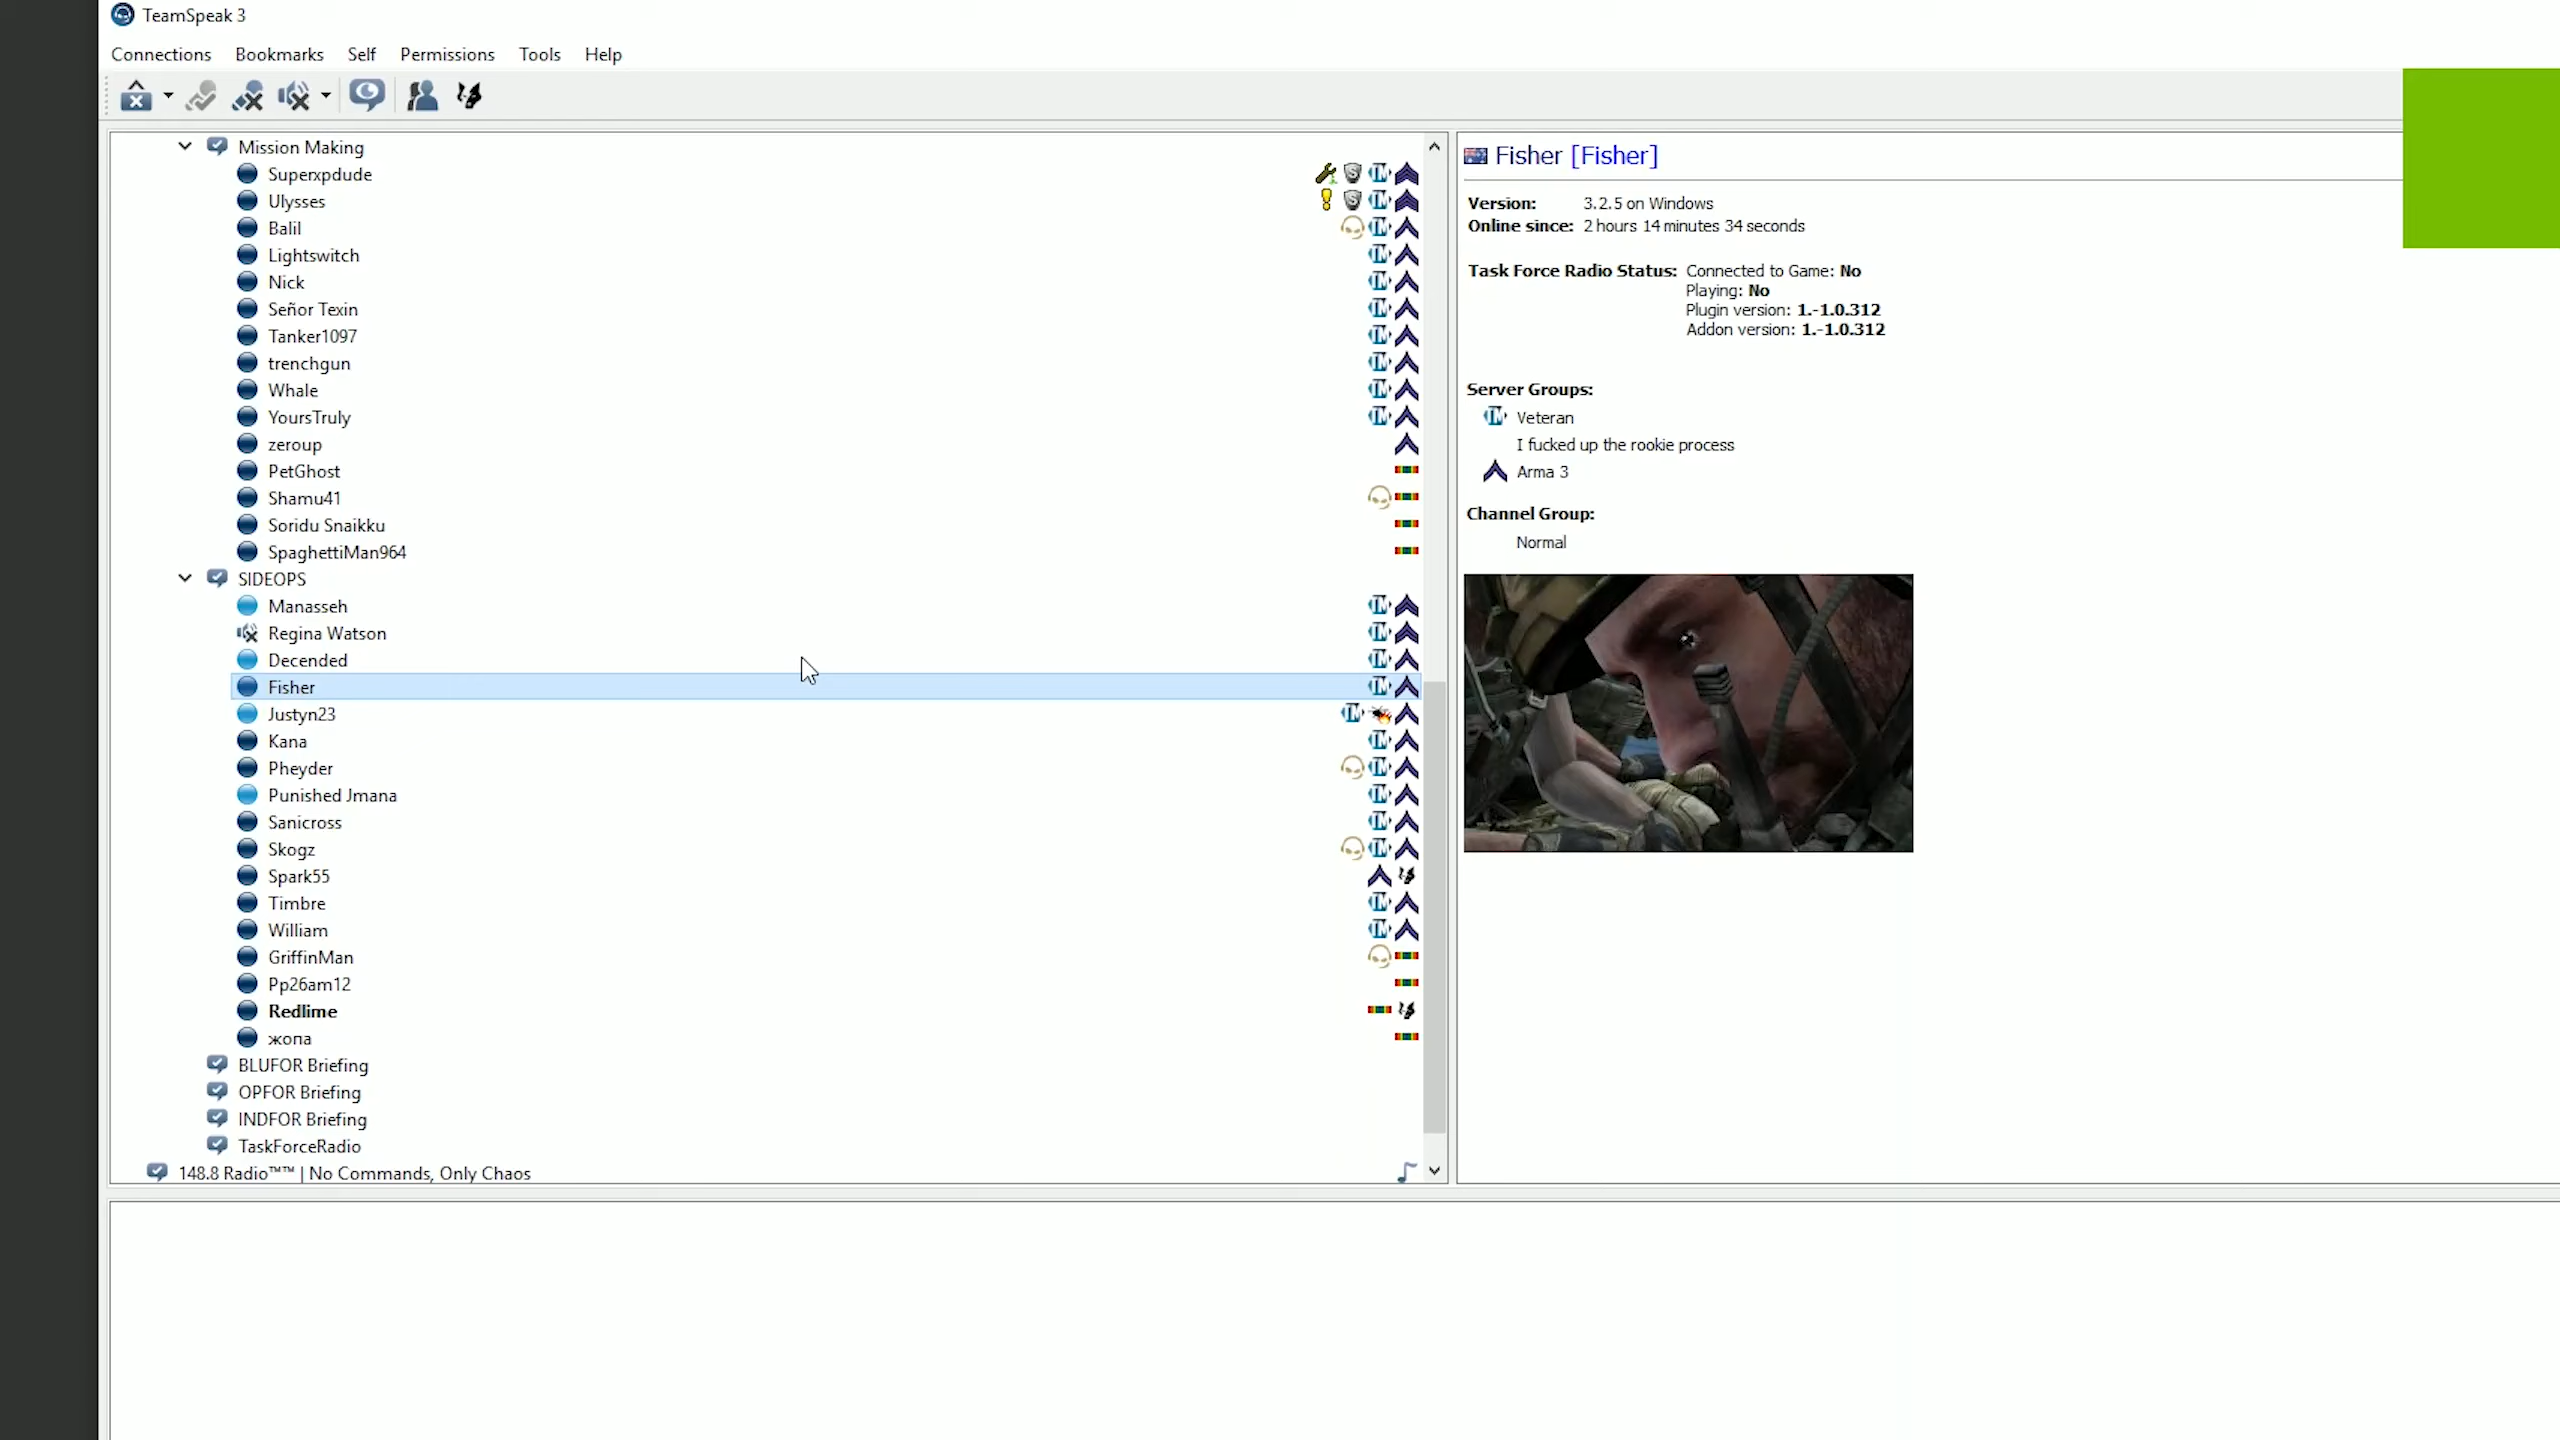 TeamSpeak 3
Connections Bookmarks Self Permissions Tools Help
Mission Making
Superxpdude
Ulysses
Balil
Lightswitch
Nick
Señor Texin
Tanker1097
trenchgun
Whale
YoursTruly
zeroup
PetGhost
Shamu41
Soridu Snaikku
SpaghettiMan964
SIDEOPS
Manasseh
Regina Watson
Decended
Fisher
Justyn23
Kana
Pheyder
Punished Jmana
Sanicross
Skogz
Spark55
Timbre
William
GriffinMan
Pp26am12
Redlime
жопа
BLUFOR Briefing
OPFOR Briefing
INDFOR Briefing
TaskForceRadio
148.8 Radio™™ | No Commands, Only Chaos
Fisher [Fisher]
Version: 3.2.5 on Windows
Online since: 2 hours 14 minutes 34 seconds
Task Force Radio Status: Connected to Game: No
Playing: No
Plugin version: 1.-1.0.312
Addon version: 1.-1.0.312
Server Groups:
Veteran
I fucked up the rookie process
Arma 3
Channel Group:
Normal